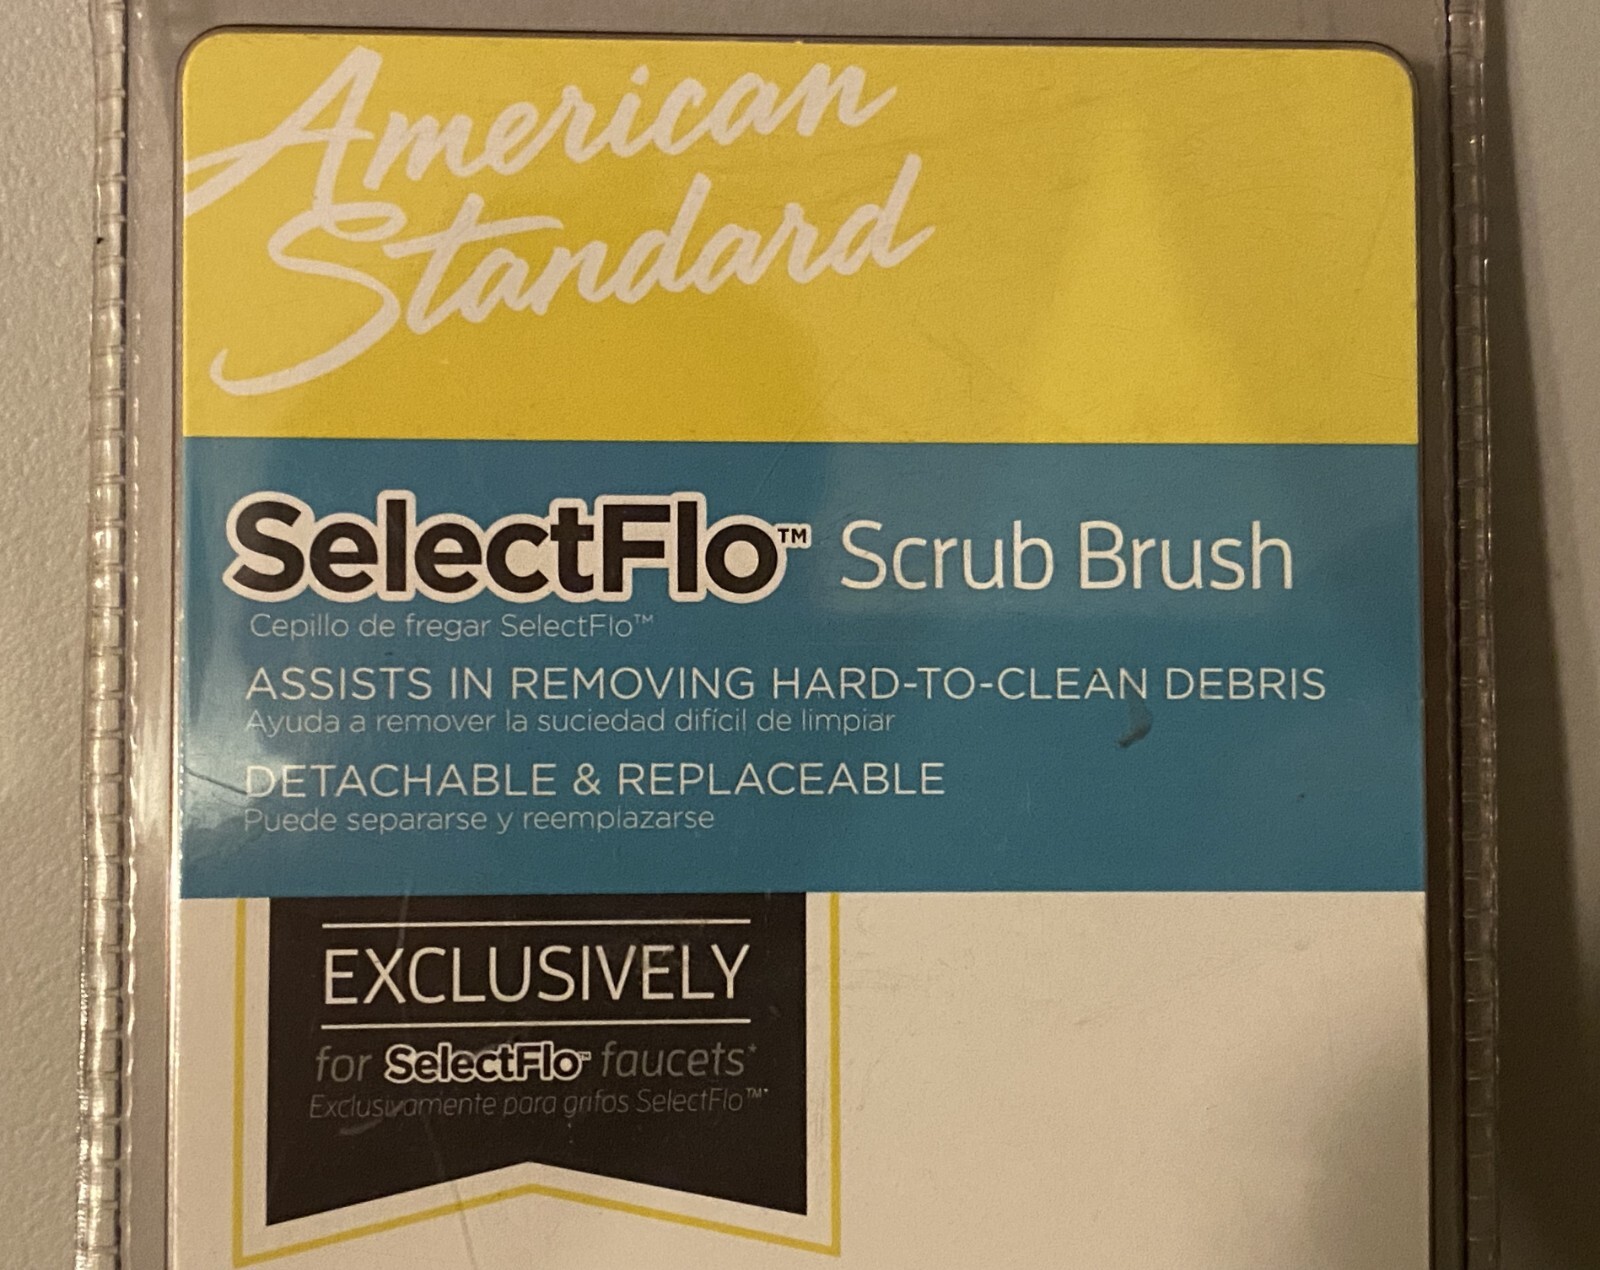 American
Standard
SelectFlo™ Scrub Brush
Cepillo de fregar SelectFlo™
ASSISTS IN REMOVING HARD-TO-CLEAN DEBRIS
Ayuda a remover la suciedad difícil de limpiar
DETACHABLE & REPLACEABLE
Puede separarse y reemplazarse
EXCLUSIVELY
for SelectFlo™ faucets*
Exclusivamente para grifos SelectFlo™*